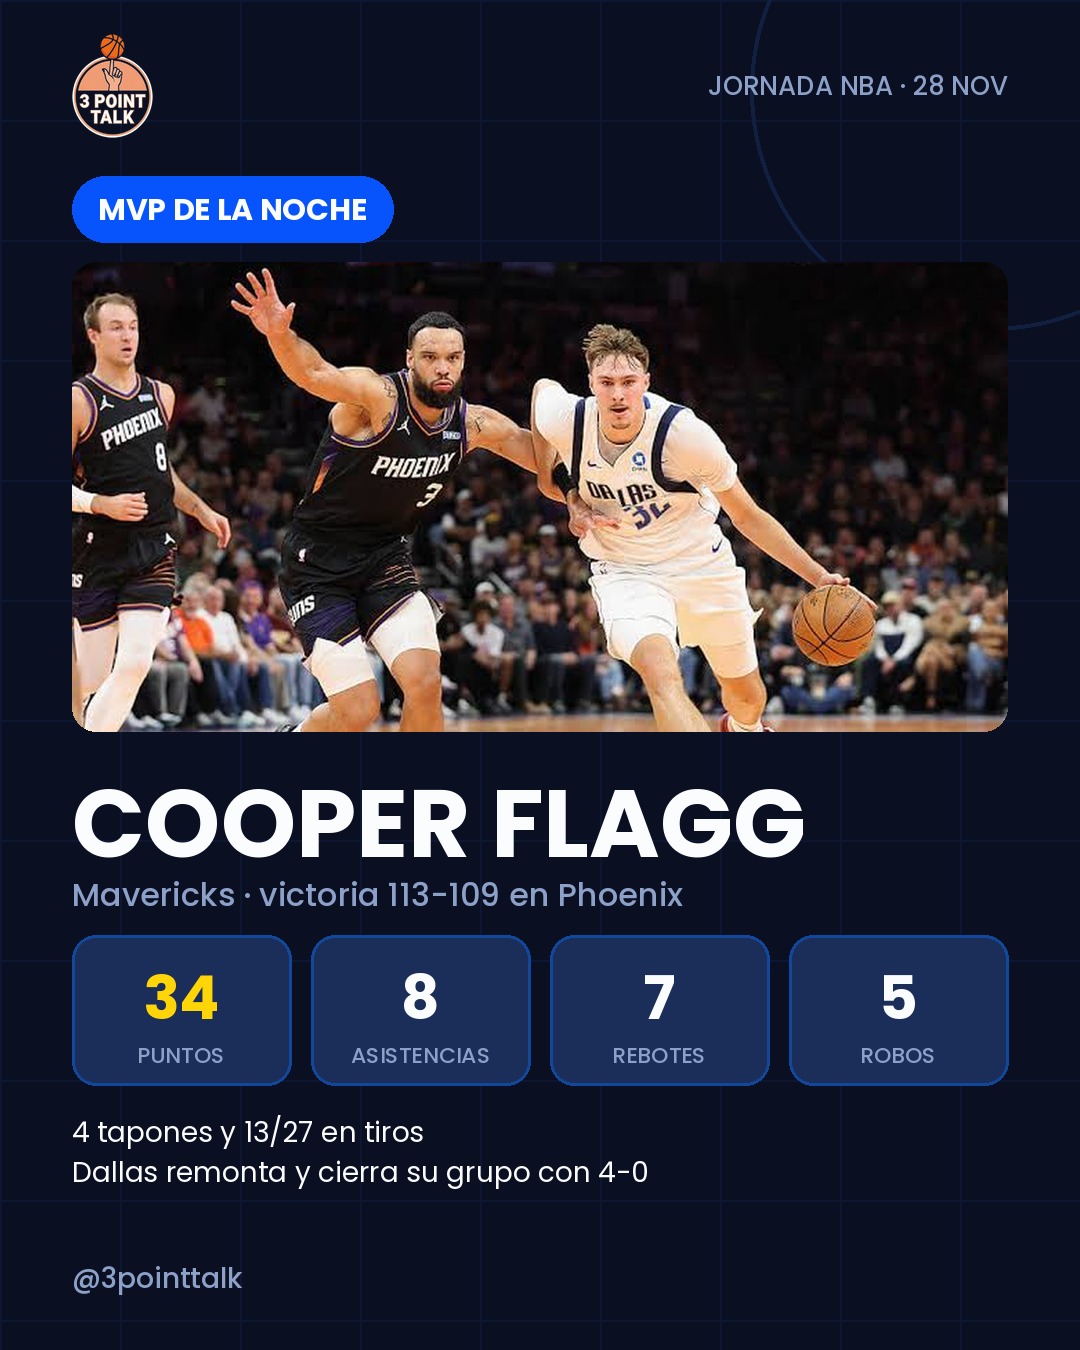 3 POINT
TALK
JORNADA NBA · 28 NOV
MVP DE LA NOCHE
PHOENIX
8
PHOENIX
3
DALLAS
32
COOPER FLAGG
Mavericks · victoria 113-109 en Phoenix
34
PUNTOS
8
ASISTENCIAS
7
REBOTES
5
ROBOS
4 tapones y 13/27 en tiros
Dallas remonta y cierra su grupo con 4-0
@3pointtalk